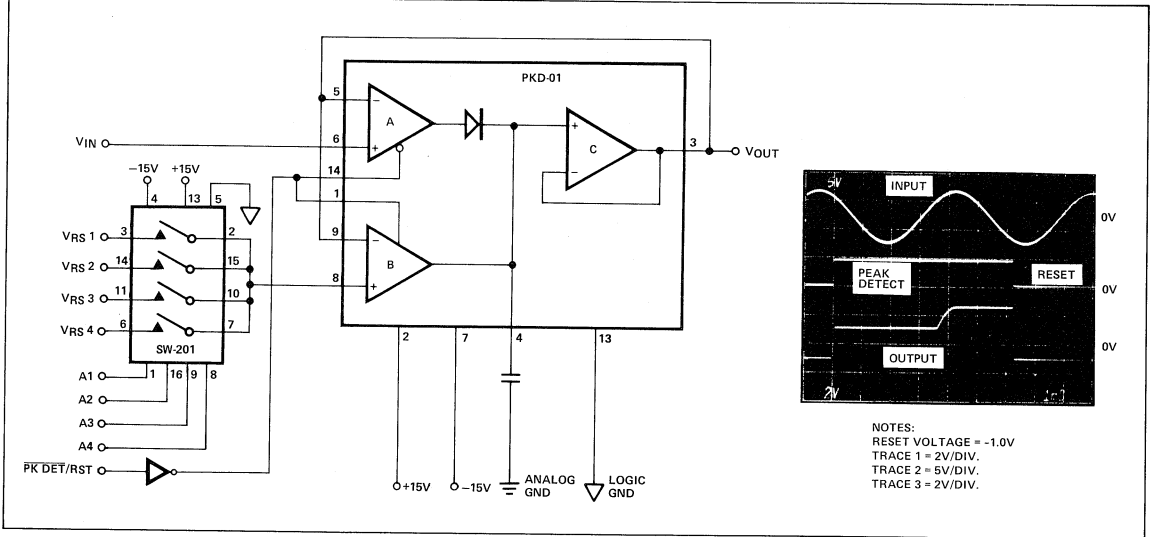 PKD-01
5
−
A
6
+
VIN
14
1
9
−
B
8
+
+
C
−
3
VOUT
−15V
+15V
5
4
13
VRS 1
3
2
VRS 2
14
15
VRS 3
11
10
VRS 4
6
7
SW-201
A1
1
16
9
8
A2
A3
A4
PK DET/RST
2
7
4
13
+15V
−15V
ANALOG
GND
LOGIC
GND
5V
INPUT
0V
PEAK
DETECT
RESET
0V
OUTPUT
0V
2V
NOTES:
RESET VOLTAGE = -1.0V
TRACE 1 = 2V/DIV.
TRACE 2 = 5V/DIV.
TRACE 3 = 2V/DIV.